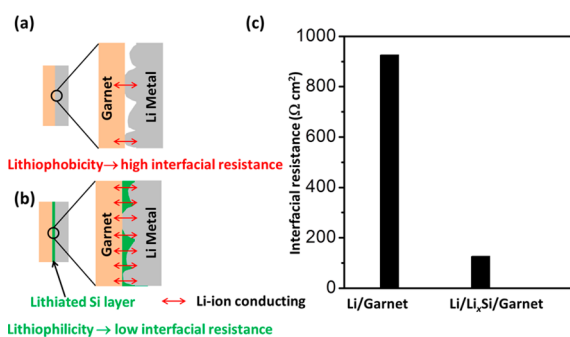 (a)
Garnet
Li Metal
Lithiophobicity→ high interfacial resistance
(b)
Garnet
Li Metal
Lithiated Si layer
Li-ion conducting
Lithiophilicity → low interfacial resistance
(c)
Interfacial resistance (Ω cm²)
1000
800
600
400
200
0
Li/Garnet
Li/LiₓSi/Garnet